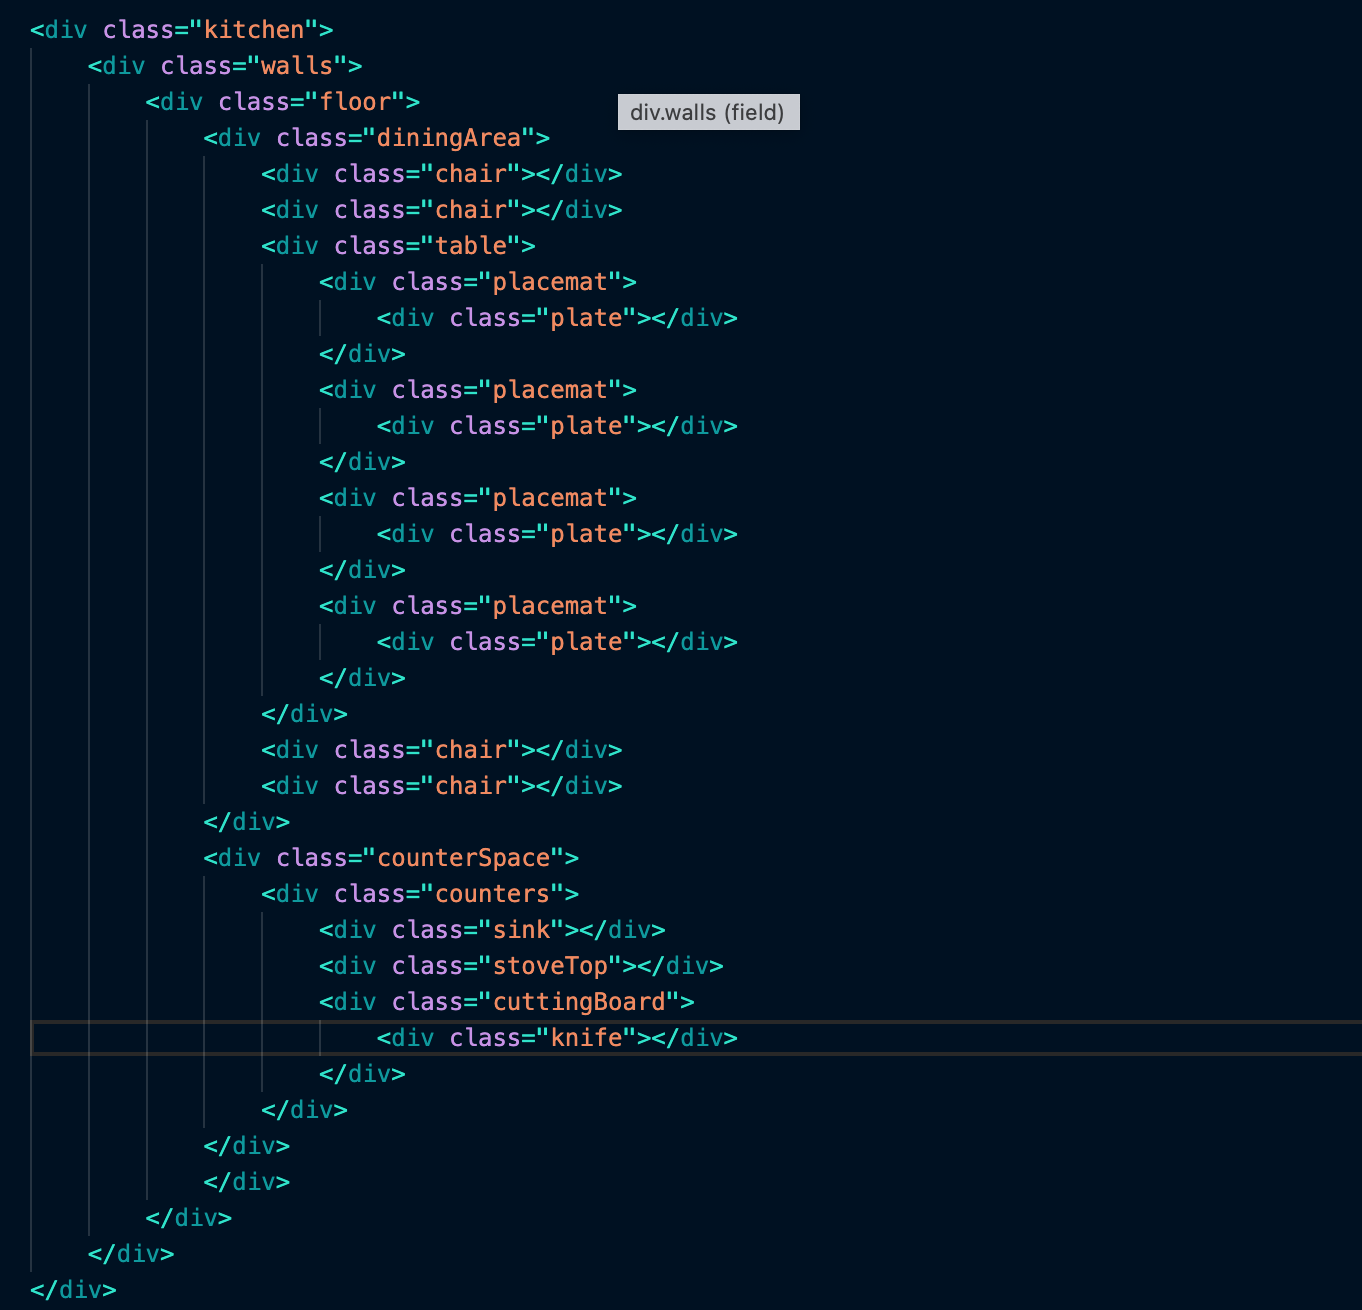 <div class="kitchen">
<div class="walls">
<div class="floor">
div.walls (field)
<div class="diningArea">
<div class="chair"></div>
<div class="chair"></div>
<div class="table">
<div class="placemat">
<div class="plate"></div>
</div>
<div class="placemat">
<div class="plate"></div>
</div>
<div class="placemat">
<div class="plate"></div>
</div>
<div class="placemat">
<div class="plate"></div>
</div>
</div>
<div class="chair"></div>
<div class="chair"></div>
</div>
<div class="counterSpace">
<div class="counters">
<div class="sink"></div>
<div class="stoveTop"></div>
<div class="cuttingBoard">
<div class="knife"></div>
</div>
</div>
</div>
</div>
</div>
</div>
</div>